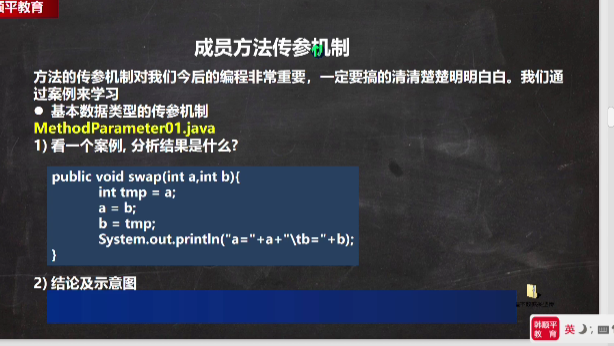 顺平教育
成员方法传参机制
方法的传参机制对我们今后的编程非常重要，一定要搞的清清楚楚明明白白。我们通
过案例来学习
● 基本数据类型的传参机制
MethodParameter01.java
1) 看一个案例, 分析结果是什么?
public void swap(int a,int b){
int tmp = a;
a = b;
b = tmp;
System.out.println("a="+a+"\tb="+b);
}
2) 结论及示意图
韩顺平
教 育
英